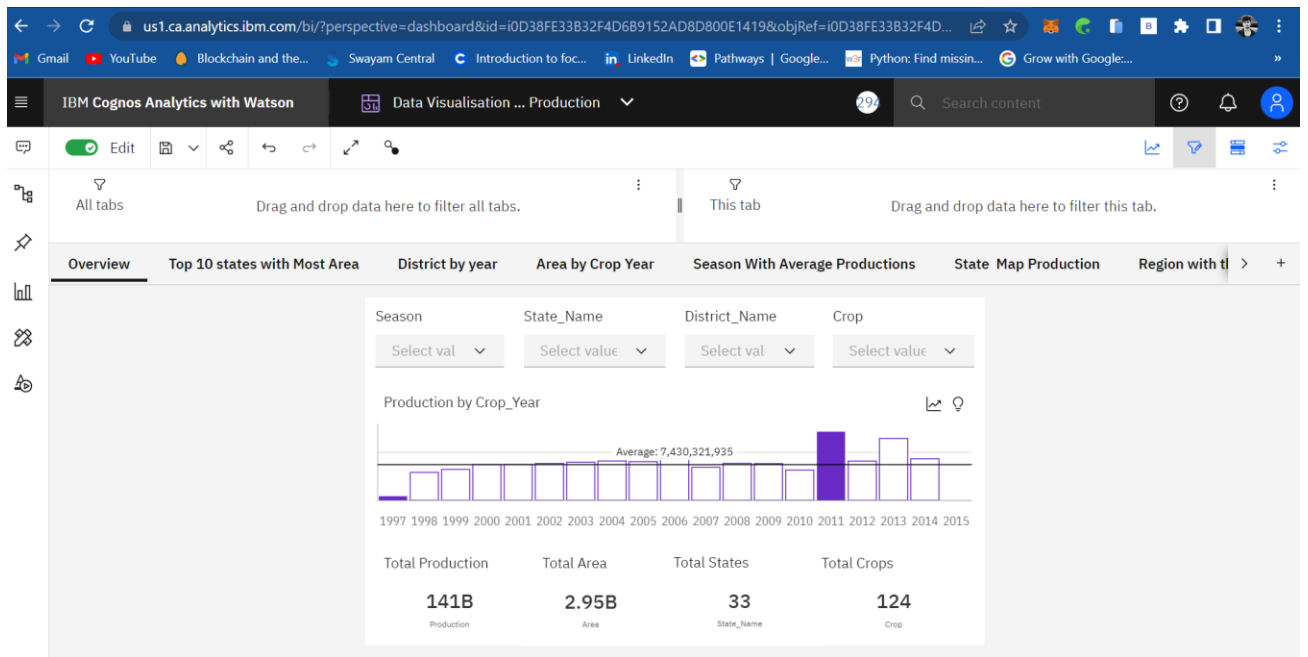 us1.ca.analytics.ibm.com/bi/?perspective=dashboard&id=i0D38FE33B32F4D6B9152AD8D800E1419&objRef=i0D38FE33B32F4D...
Gmail YouTube Blockchain and the... Swayam Central Introduction to foc... LinkedIn Pathways | Google... Python: Find missin... Grow with Google:... »
IBM Cognos Analytics with Watson Data Visualisation ... Production 294 Search content
Edit
All tabs Drag and drop data here to filter all tabs. This tab Drag and drop data here to filter this tab.
Overview Top 10 states with Most Area District by year Area by Crop Year Season With Average Productions State Map Production Region with tl
Season State_Name District_Name Crop
Select val Select value Select val Select value
Production by Crop_Year
Average: 7,430,321,935
1997 1998 1999 2000 2001 2002 2003 2004 2005 2006 2007 2008 2009 2010 2011 2012 2013 2014 2015
Total Production Total Area Total States Total Crops
141B 2.95B 33 124
Production Area State_Name Crop